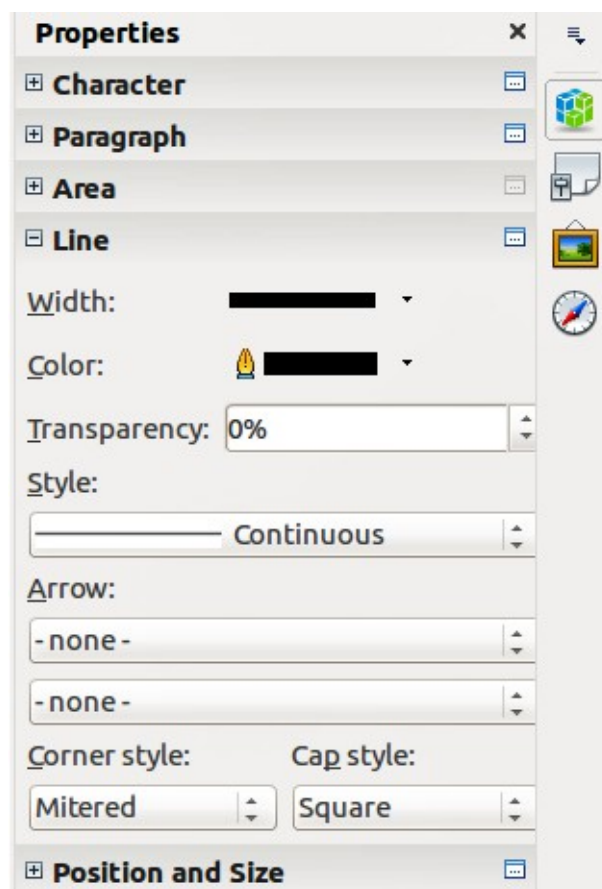 Properties
Character
Paragraph
Area
Line
Width:
Color:
Transparency: 0%
Style:
Continuous
Arrow:
- none -
- none -
Corner style: Cap style:
Mitered Square
Position and Size